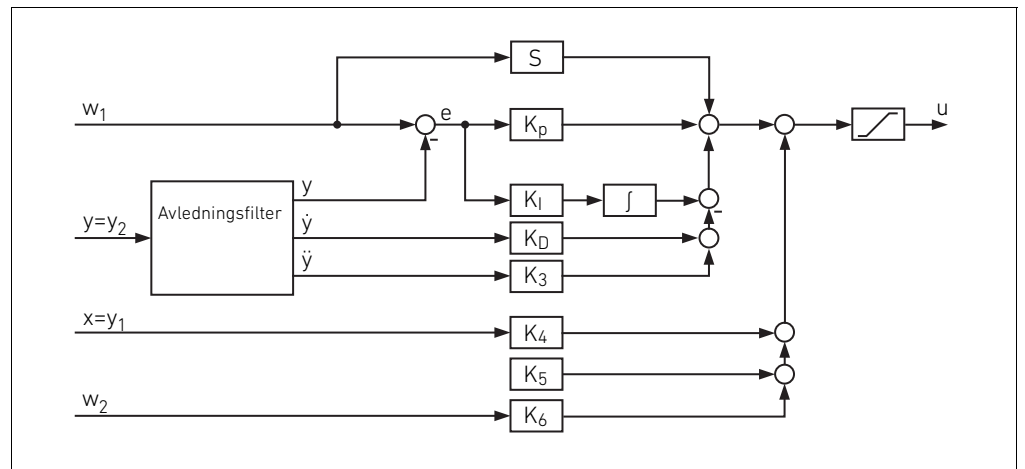 S
w₁
e
Kp
u
-
y
Avledningsfilter
KI
∫
-
y=y₂
ẏ
KD
ÿ
K₃
x=y₁
K₄
K₅
w₂
K₆